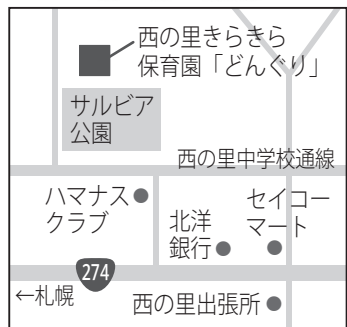 西の里きらきら
保育園「どんぐり」
サルビア
公園
西の里中学校通線
ハマナス
クラブ
北洋
銀行
セイコー
マート
274
←札幌
西の里出張所